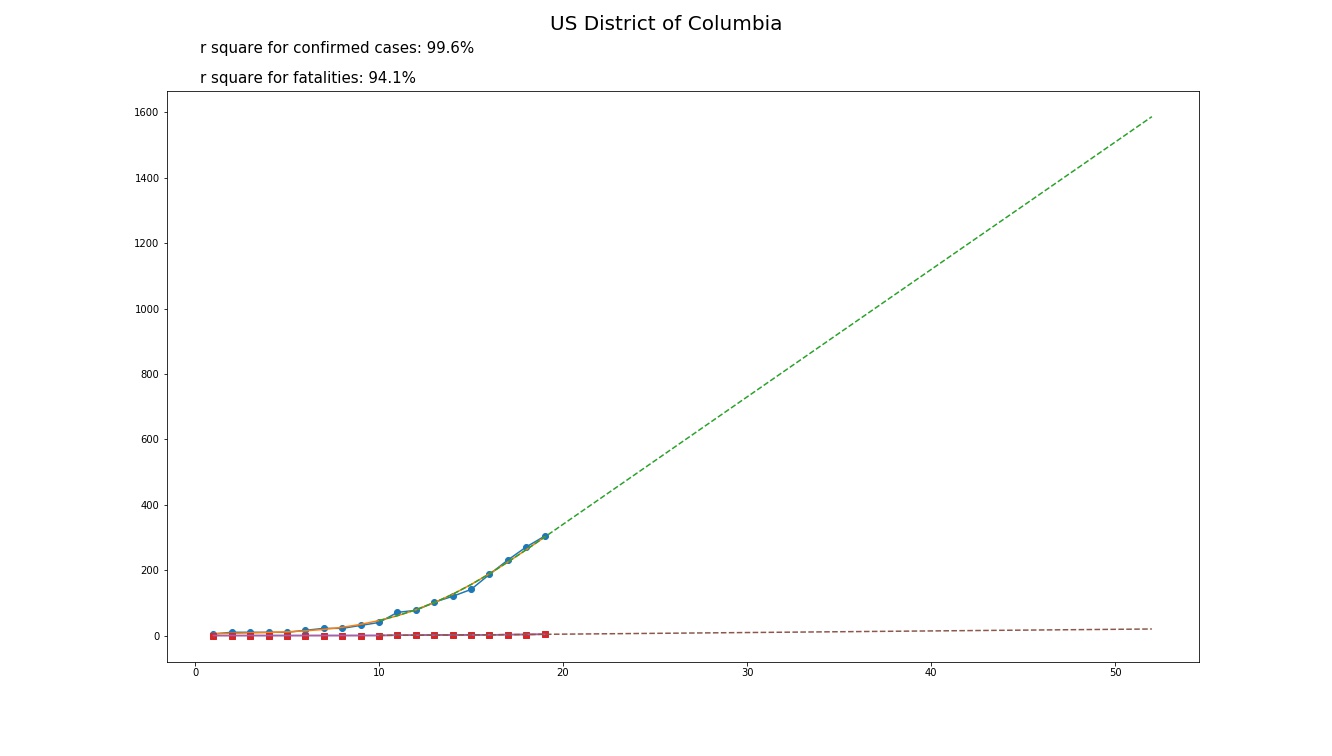 US District of Columbia
r square for confirmed cases: 99.6%
r square for fatalities: 94.1%
1600
1400
1200
1000
800
600
400
200
0
0 10 20 30 40 50